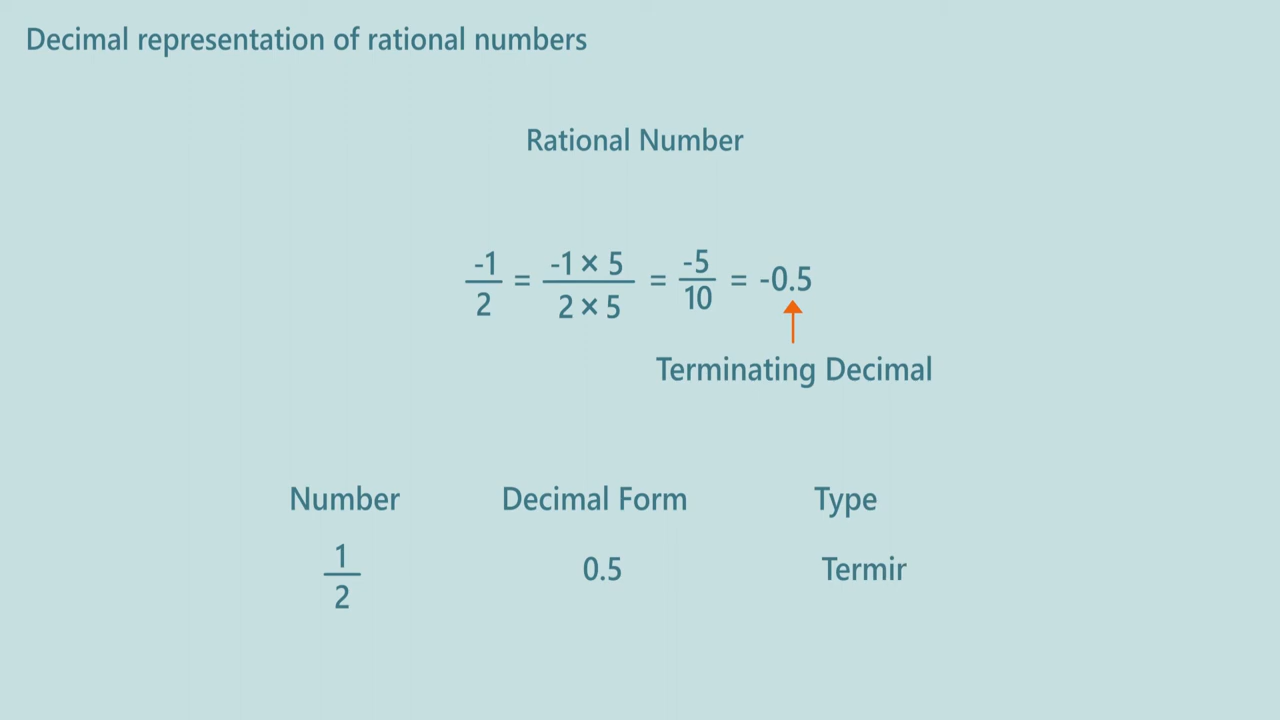 Decimal representation of rational numbers
Rational Number
-1/2 = -1 × 5/2 × 5 = -5/10 = -0.5
Terminating Decimal
Number Decimal Form Type
1/2 0.5 Termir